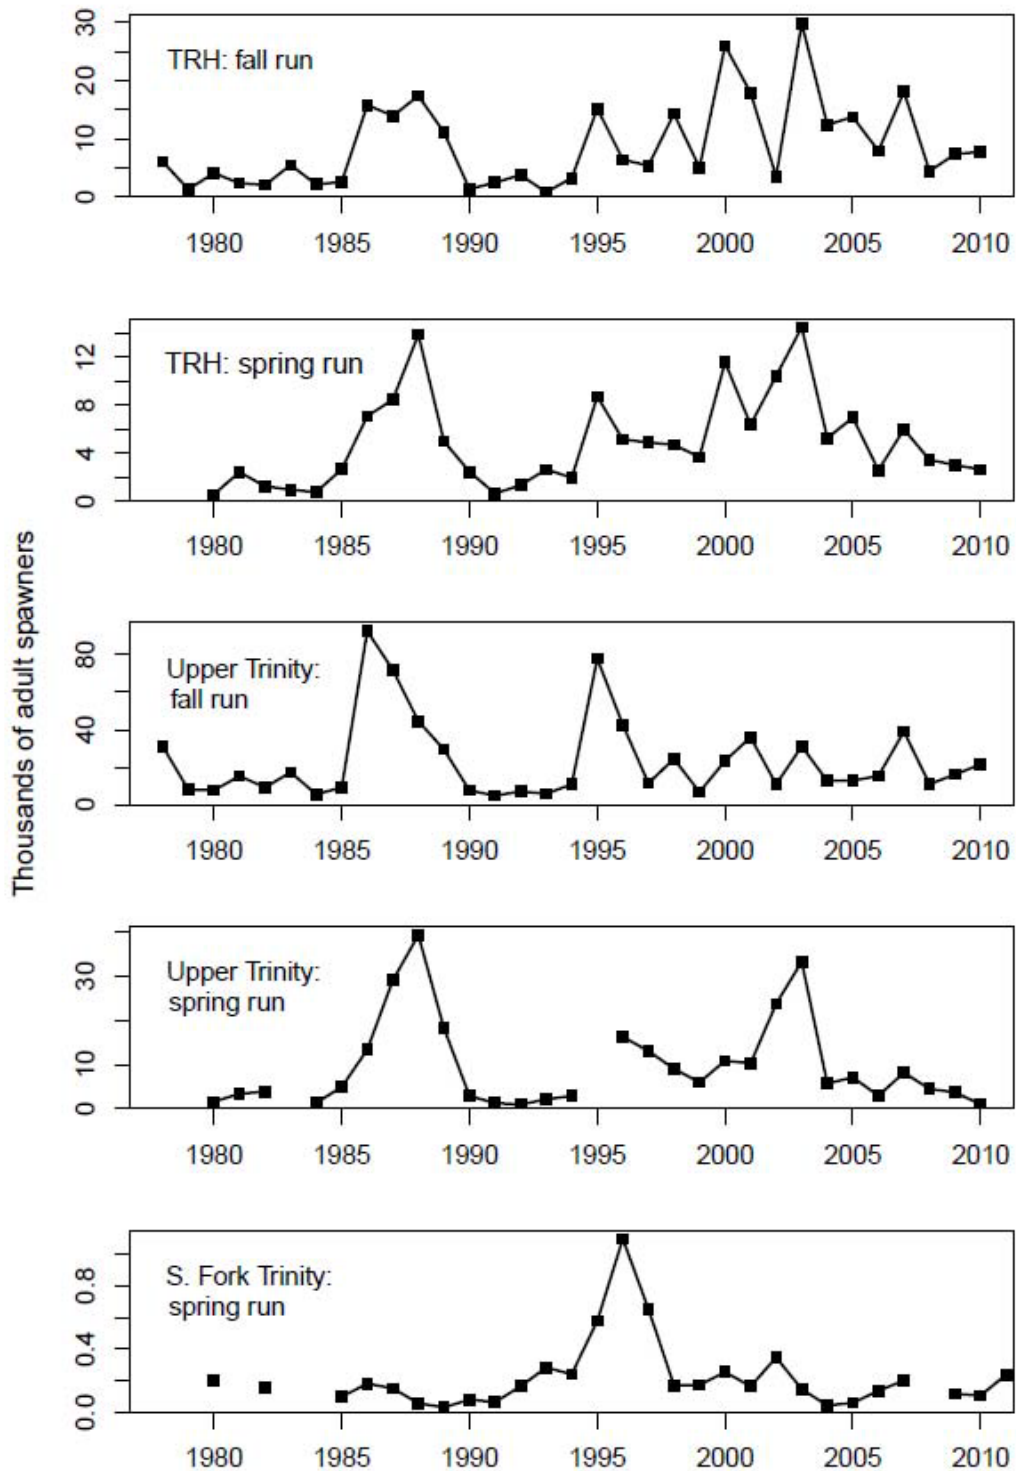 Thousands of adult spawners
30
20
10
0
TRH: fall run
1980 1985 1990 1995 2000 2005 2010
12
8
4
0
TRH: spring run
1980 1985 1990 1995 2000 2005 2010
80
40
0
Upper Trinity:
fall run
1980 1985 1990 1995 2000 2005 2010
30
10
0
Upper Trinity:
spring run
1980 1985 1990 1995 2000 2005 2010
0.8
0.4
0.0
S. Fork Trinity:
spring run
1980 1985 1990 1995 2000 2005 2010